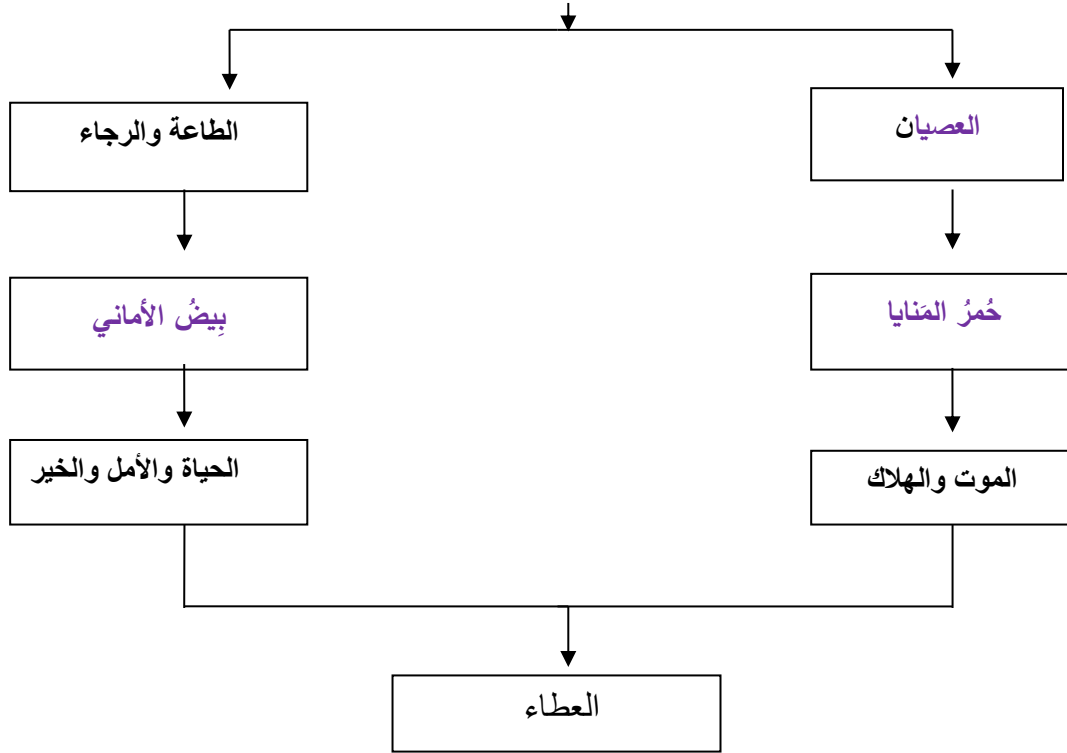 العصيان
الطاعة والرجاء
حُمرُ المَنايا
بِيضُ الأماني
الموت والهلاك
الحياة والأمل والخير
العطاء